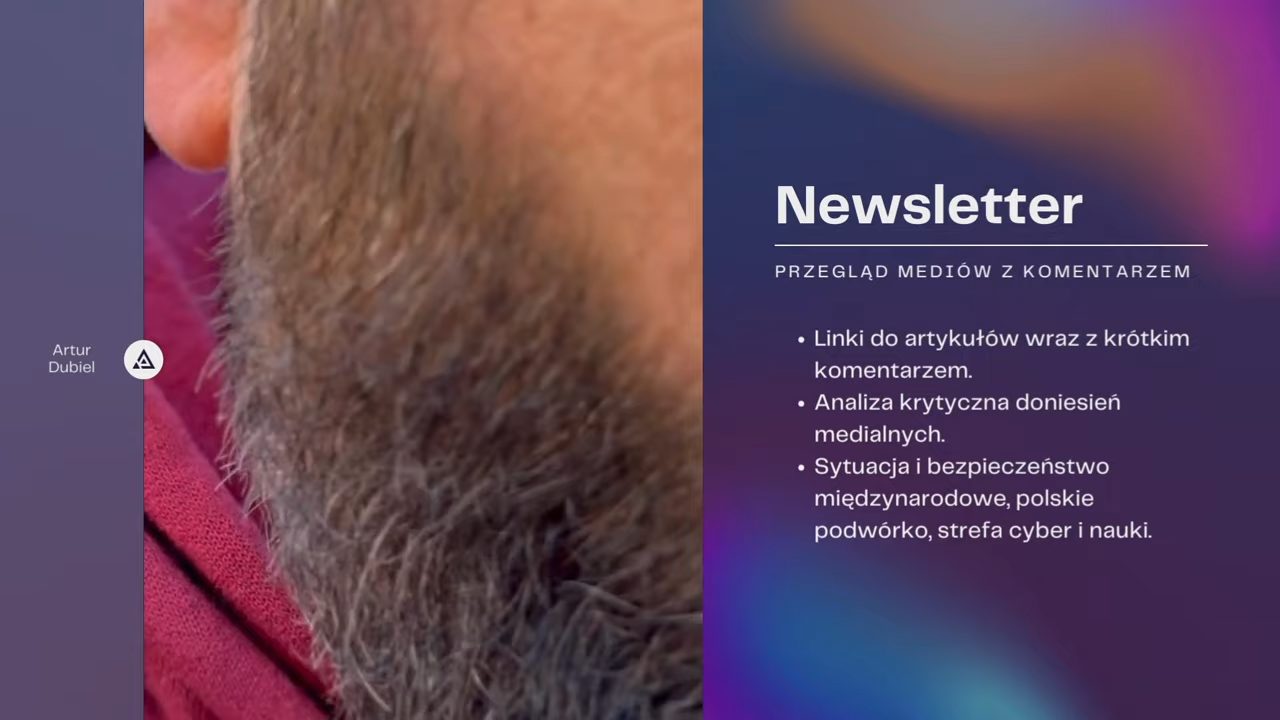 Artur
Dubiel
Newsletter
PRZEGLĄD MEDIÓW Z KOMENTARZEM
• Linki do artykułów wraz z krótkim
komentarzem.
• Analiza krytyczna doniesień
medialnych.
• Sytuacja i bezpieczeństwo
międzynarodowe, polskie
podwórko, strefa cyber i nauki.